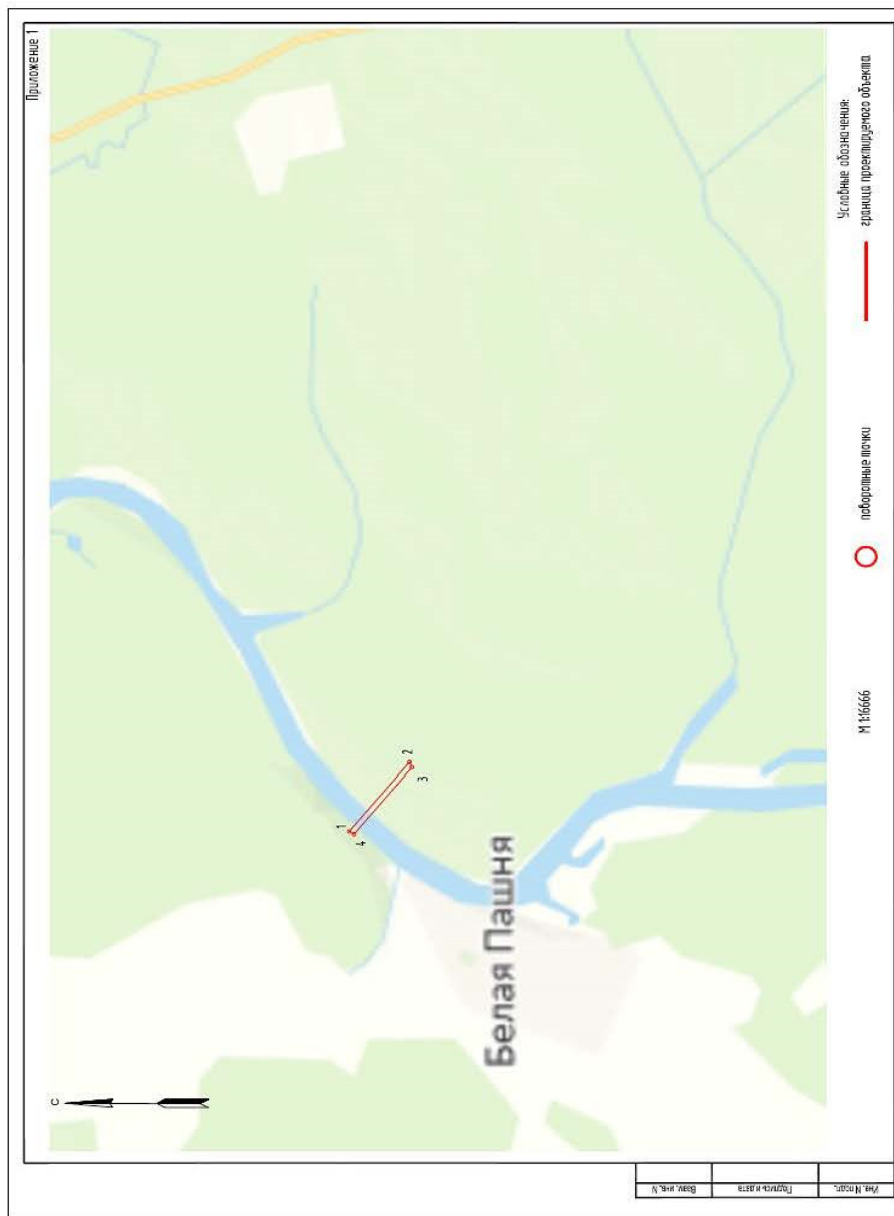 Приложение 1
С
1
2
3
4
Белая Пашня
Условные обозначения:
М 1:16666
поворотные точки
граница проектируемого объекта
Взам. инв. N
Подпись и дата
Инв. N подл.